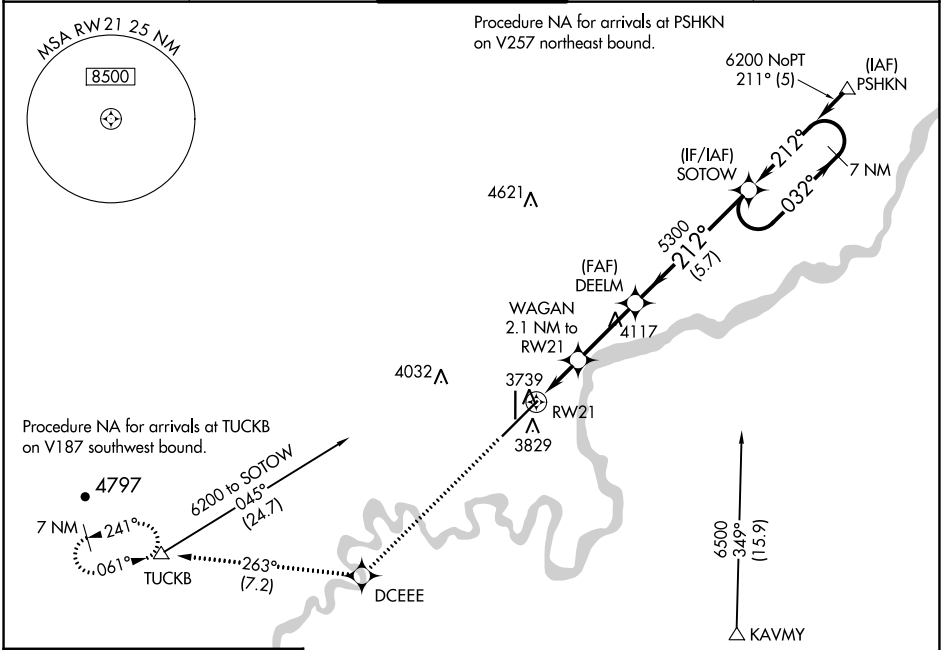 MSA RW21 25 NM
8500
Procedure NA for arrivals at PSHKN
on V257 northeast bound.
6200 NoPT
211° (5)
(IAF)
PSHKN
(IF/IAF)
SOTOW
212°
032°
7 NM
4621
5300
212°
(5.7)
(FAF)
DEELM
WAGAN
2.1 NM to
RW21
4117
4032
3739
RW21
3829
Procedure NA for arrivals at TUCKB
on V187 southwest bound.
4797
6200 to SOTOW
045°
(24.7)
7 NM
241°
061°
TUCKB
263°
(7.2)
DCEEE
6500
349°
(15.9)
KAVMY